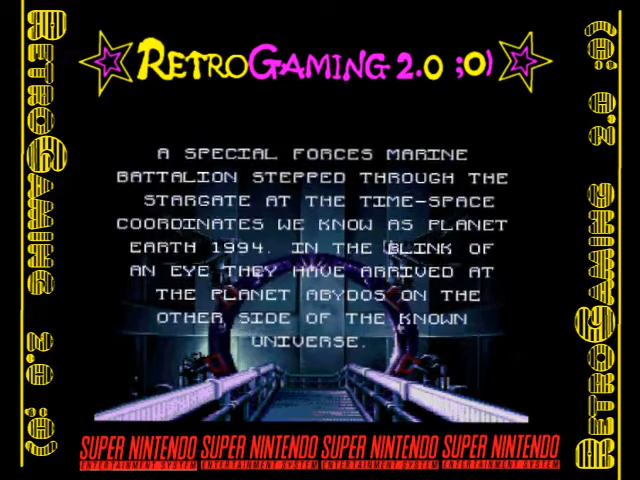 RETROGAMING 2.0 ;O)
RETROGAMING 2.0 ;O)
RETROGAMING 2.0 ;O)
A SPECIAL FORCES MARINE
BATTALION STEPPED THROUGH THE
STARGATE AT THE TIME-SPACE
COORDINATES WE KNOW AS PLANET
EARTH 1994. IN THE BLINK OF
AN EYE THEY HAVE ARRIVED AT
THE PLANET ABYDOS ON THE
OTHER SIDE OF THE KNOWN
UNIVERSE.
SUPER NINTENDO SUPER NINTENDO SUPER NINTENDO SUPER NINTENDO
ENTERTAINMENT SYSTEM ENTERTAINMENT SYSTEM ENTERTAINMENT SYSTEM ENTERTAINMENT SYSTEM